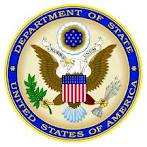 DEPARTMENT OF STATE
UNITED STATES OF AMERICA